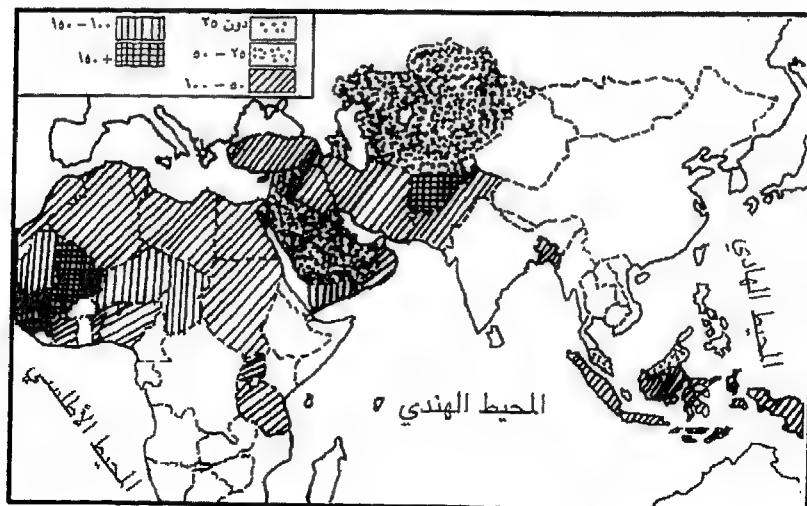 دون ٢٥
٢٥ – ٥٠
٥٠ – ١٠٠
١٠٠ – ١٥٠
+ ١٥٠
المحيط الهادي
المحيط الهندي
المحيط الأطلسي